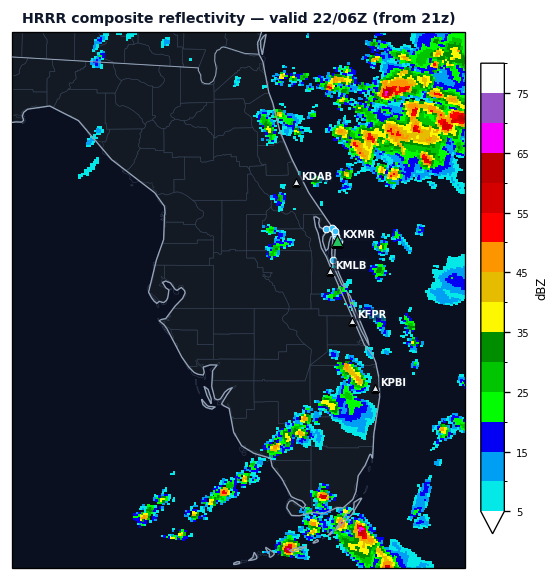 HRRR composite reflectivity — valid 22/06Z (from 21z)
75
65
55
45
35
25
15
5
dBZ
KDAB
KXMR
KMLB
KFPR
KPBI